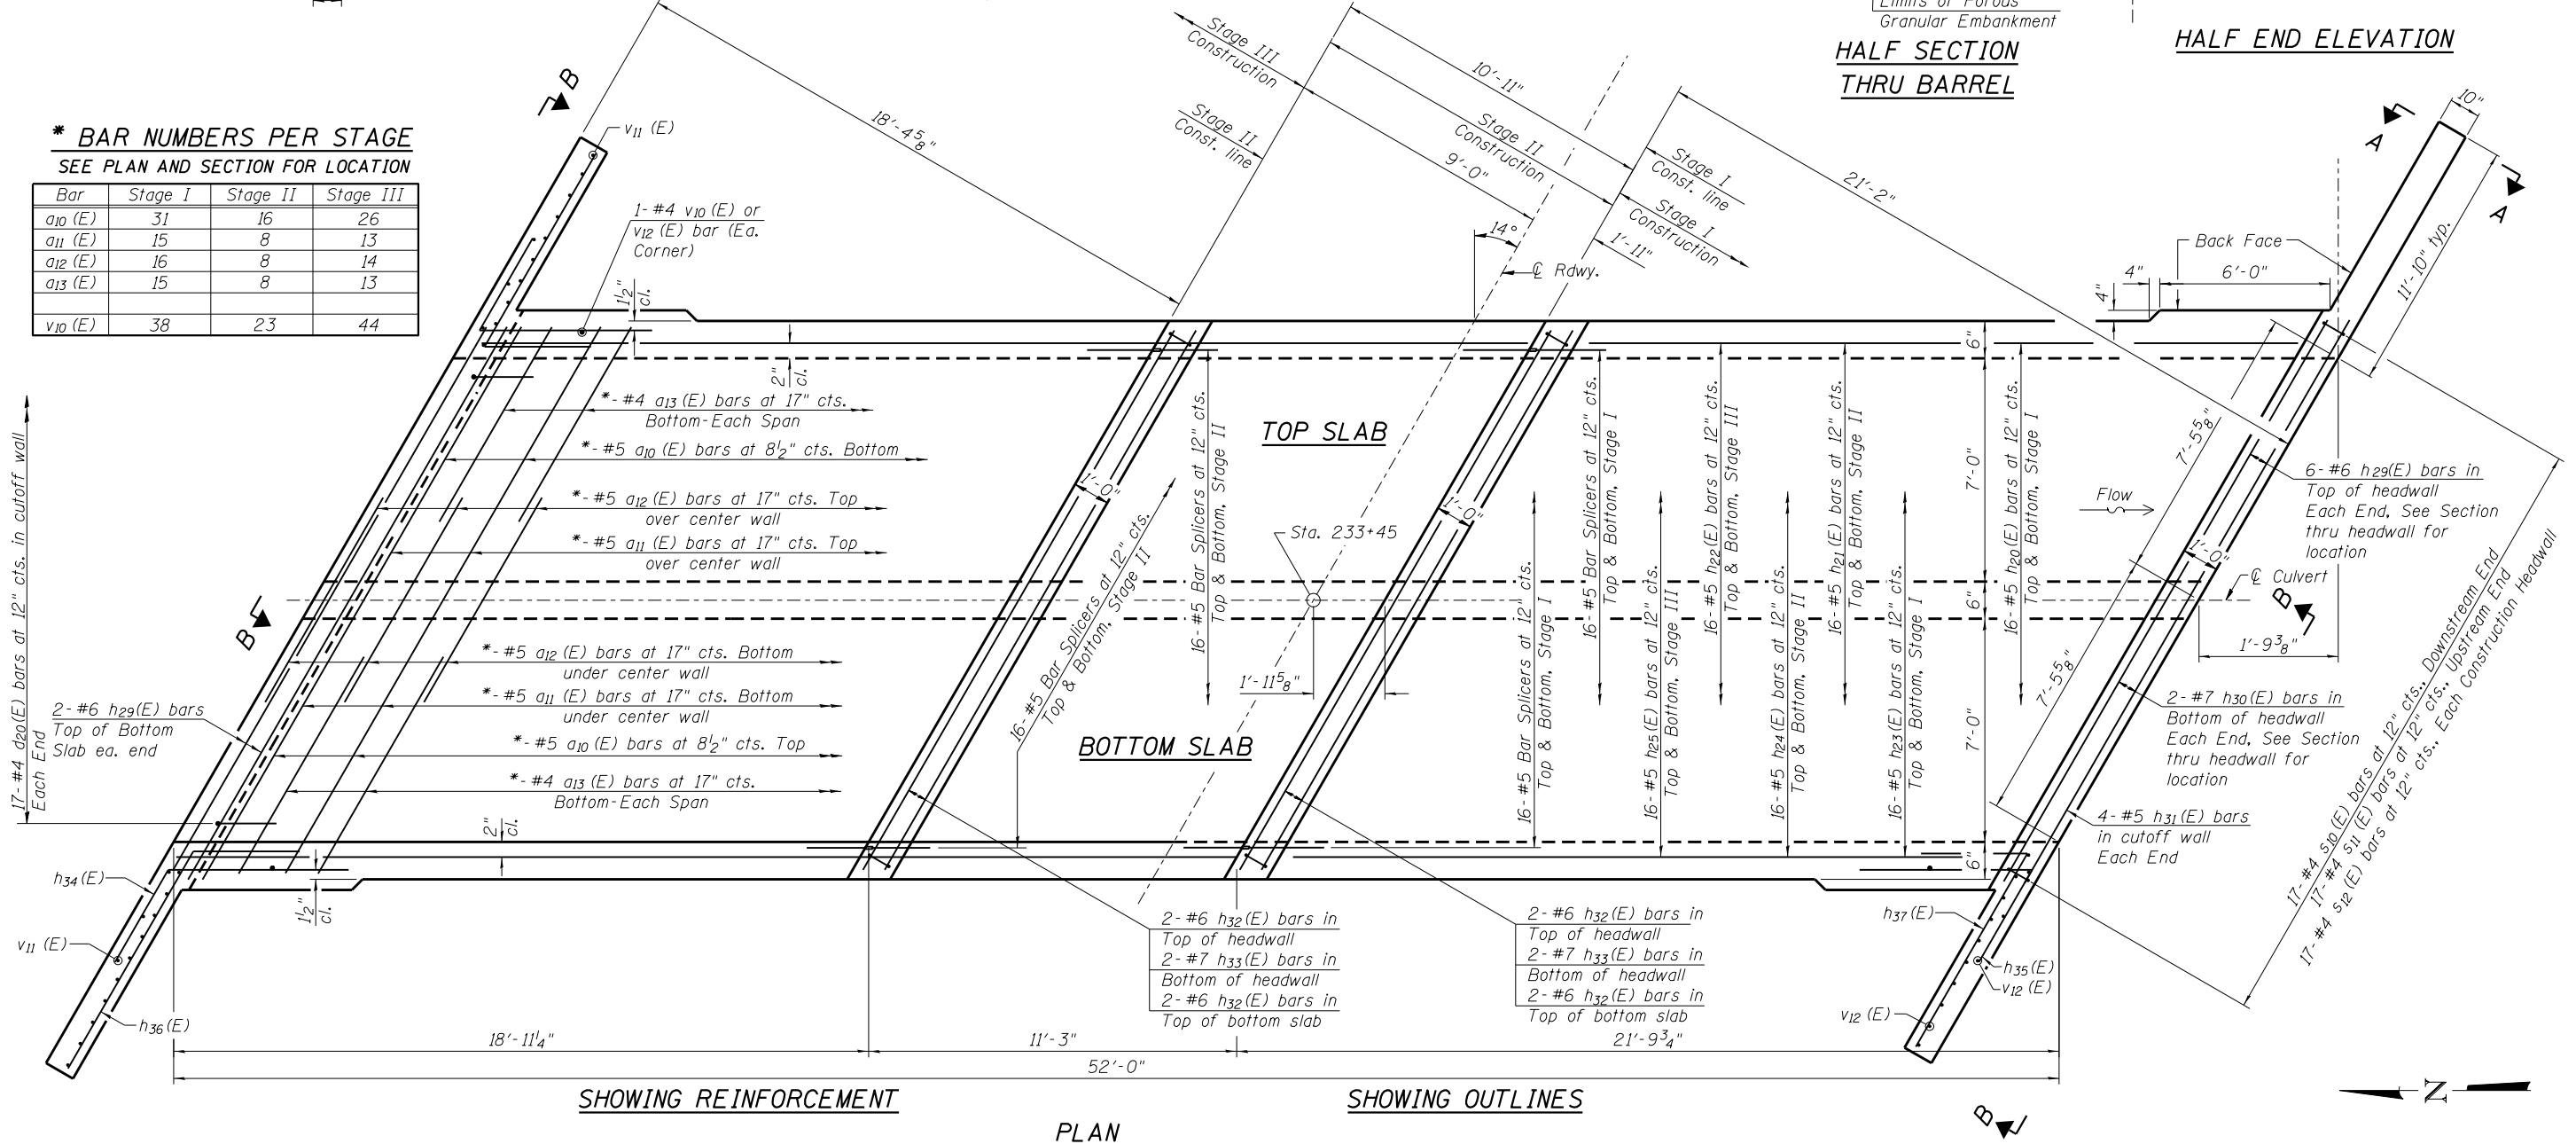 Limits of Porous
Granular Embankment
HALF SECTION
THRU BARREL
HALF END ELEVATION
* BAR NUMBERS PER STAGE
SEE PLAN AND SECTION FOR LOCATION
Bar Stage I Stage II Stage III
a10 (E) 31 16 26
a11 (E) 15 8 13
a12 (E) 16 8 14
a13 (E) 15 8 13
v10 (E) 38 23 44
B
v11 (E)
18'-4 5/8"
Stage III
Construction
Stage II
Const. line
10'-11"
Stage II
Construction
9'-0"
Stage I
Const. line
Stage I
Construction
1'-11"
14°
℄ Rdwy.
21'-2"
A
10"
A
11'-10" typ.
Back Face
4"
6'-0"
4"
1-#4 v10 (E) or
v12 (E) bar (Ea.
Corner)
1 1/2"
cl.
2"
cl.
*-#4 a13 (E) bars at 17" cts.
Bottom-Each Span
*-#5 a10 (E) bars at 8 1/2" cts. Bottom
*-#5 a12 (E) bars at 17" cts. Top
over center wall
*-#5 a11 (E) bars at 17" cts. Top
over center wall
*-#5 a12 (E) bars at 17" cts. Bottom
under center wall
*-#5 a11 (E) bars at 17" cts. Bottom
under center wall
*-#5 a10 (E) bars at 8 1/2" cts. Top
*-#4 a13 (E) bars at 17" cts.
Bottom-Each Span
17-#4 d20(E) bars at 12" cts. in cutoff wall
Each End
B
2-#6 h29(E) bars
Top of Bottom
Slab ea. end
TOP SLAB
BOTTOM SLAB
1'-0"
1'-0"
16-#5 Bar Splicers at 12" cts.
Top & Bottom, Stage II
16-#5 Bar Splicers at 12" cts.
Top & Bottom, Stage II
Sta. 233+45
1'-11 5/8"
16-#5 Bar Splicers at 12" cts.
Top & Bottom, Stage I
16-#5 Bar Splicers at 12" cts.
Top & Bottom, Stage I
16-#5 h25(E) bars at 12" cts.
Top & Bottom, Stage III
16-#5 h22(E) bars at 12" cts.
Top & Bottom, Stage III
16-#5 h24(E) bars at 12" cts.
Top & Bottom, Stage II
16-#5 h21(E) bars at 12" cts.
Top & Bottom, Stage II
16-#5 h23(E) bars at 12" cts.
Top & Bottom, Stage I
16-#5 h20(E) bars at 12" cts.
Top & Bottom, Stage I
6"
7'-0"
6"
7'-0"
6"
7'-5 5/8"
7'-5 5/8"
1'-0"
Flow
℄ Culvert
B
1'-9 3/8"
6-#6 h29(E) bars in
Top of headwall
Each End, See Section
thru headwall for
location
2-#7 h30(E) bars in
Bottom of headwall
Each End, See Section
thru headwall for
location
4-#5 h31(E) bars
in cutoff wall
Each End
17-#4 s10(E) bars at 12" cts., Downstream End
17-#4 s11 (E) bars at 12" cts., Upstream End
17-#4 s12(E) bars at 12" cts., Each Construction Headwall
2"
cl.
1 1/2"
cl.
h34(E)
v11 (E)
h36(E)
2-#6 h32(E) bars in
Top of headwall
2-#7 h33(E) bars in
Bottom of headwall
2-#6 h32(E) bars in
Top of bottom slab
2-#6 h32(E) bars in
Top of headwall
2-#7 h33(E) bars in
Bottom of headwall
2-#6 h32(E) bars in
Top of bottom slab
h37(E)
h35(E)
v12 (E)
v12 (E)
18'-11 1/4"
11'-3"
21'-9 3/4"
52'-0"
SHOWING REINFORCEMENT
SHOWING OUTLINES
PLAN
B
Z